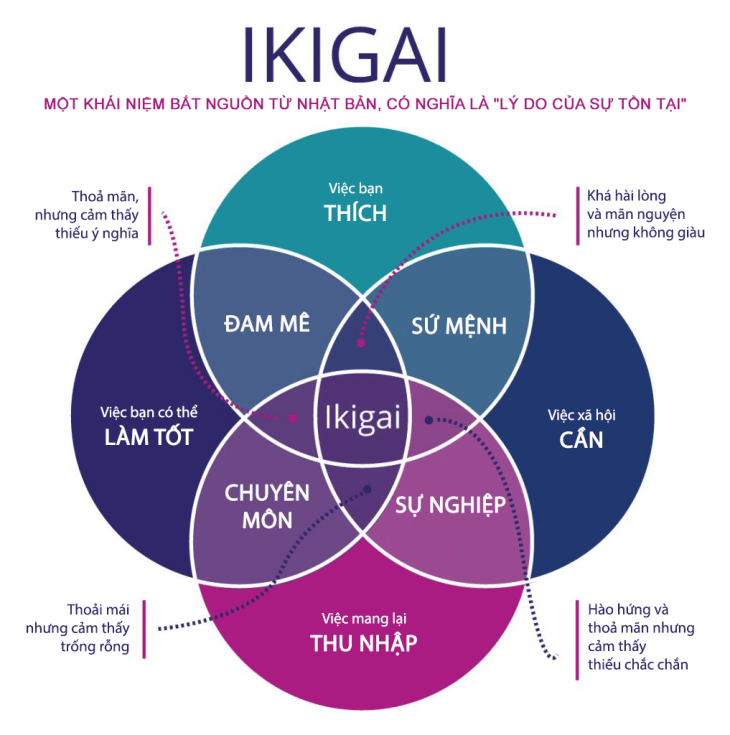 IKIGAI
MỘT KHÁI NIỆM BẮT NGUỒN TỪ NHẬT BẢN, CÓ NGHĨA LÀ "LÝ DO CỦA SỰ TỒN TẠI"
Thoả mãn,
nhưng cảm thấy
thiếu ý nghĩa
Việc bạn
THÍCH
Khá hài lòng
và mãn nguyện
nhưng không giàu
ĐAM MÊ
SỨ MỆNH
Việc bạn có thể
LÀM TỐT
Ikigai
Việc xã hội
CẦN
CHUYÊN
MÔN
SỰ NGHIỆP
Thoải mái
nhưng cảm thấy
trống rỗng
Việc mang lại
THU NHẬP
Hào hứng và
thoả mãn nhưng
cảm thấy
thiếu chắc chắn